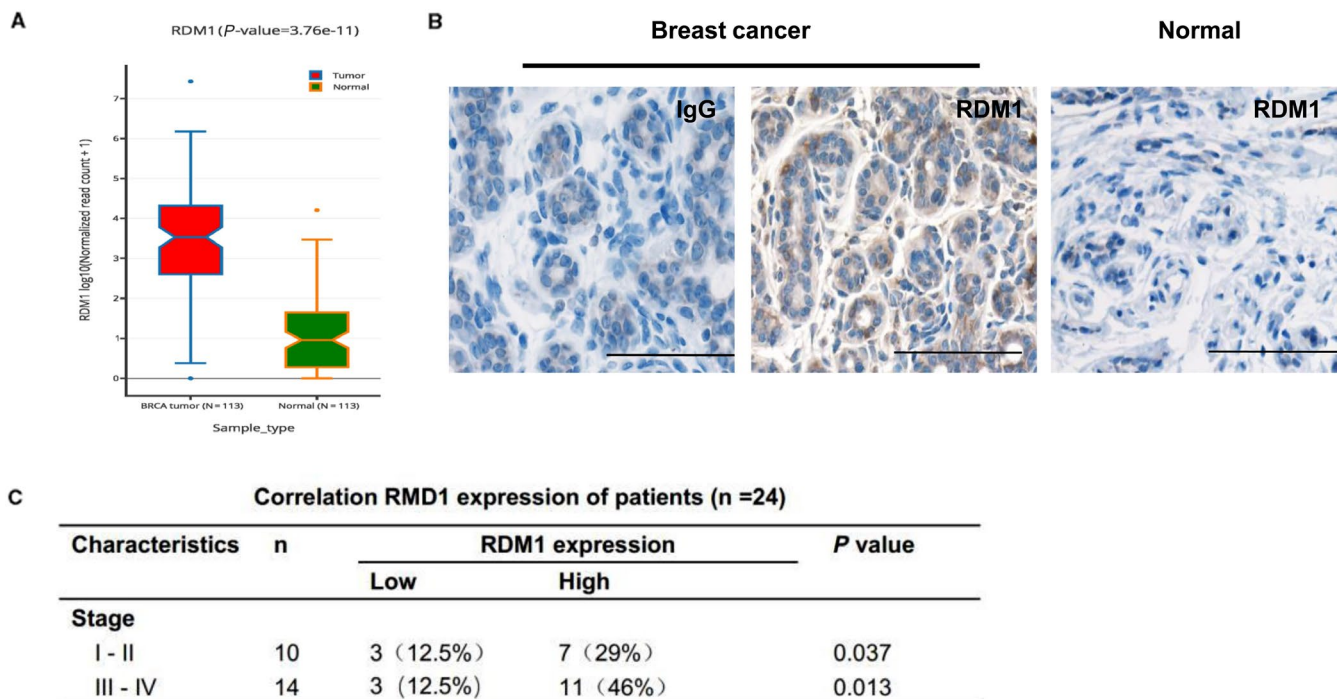 A
RDM1 (P-value=3.76e-11)
Tumor
Normal
7
6
5
4
3
2
1
0
RDM1 log10(Normalized read count + 1)
BRCA tumor (N = 113)
Normal (N = 113)
Sample_type
B
Breast cancer
Normal
IgG
RDM1
RDM1
C
Correlation RMD1 expression of patients (n =24)
Characteristics n RDM1 expression P value
Low High
Stage
I - II 10 3（12.5%） 7（29%） 0.037
III - IV 14 3 (12.5%) 11（46%） 0.013